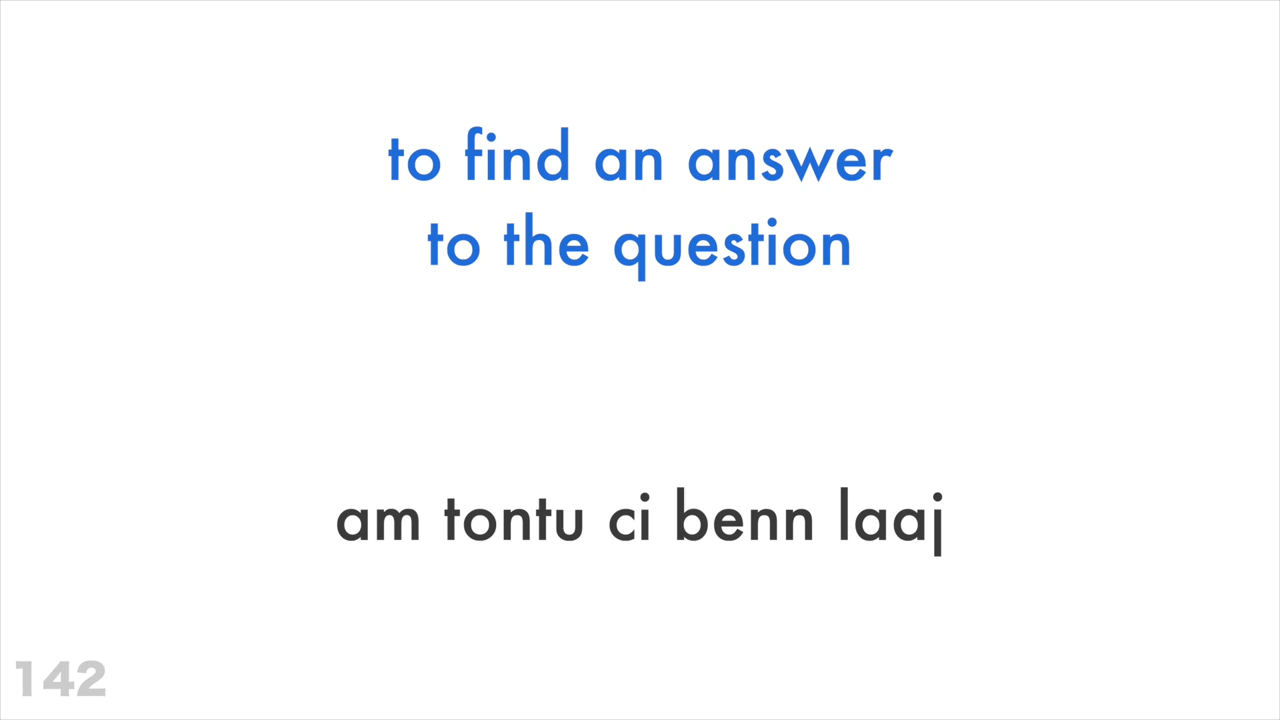 to find an answer
to the question
am tontu ci benn laaj
142